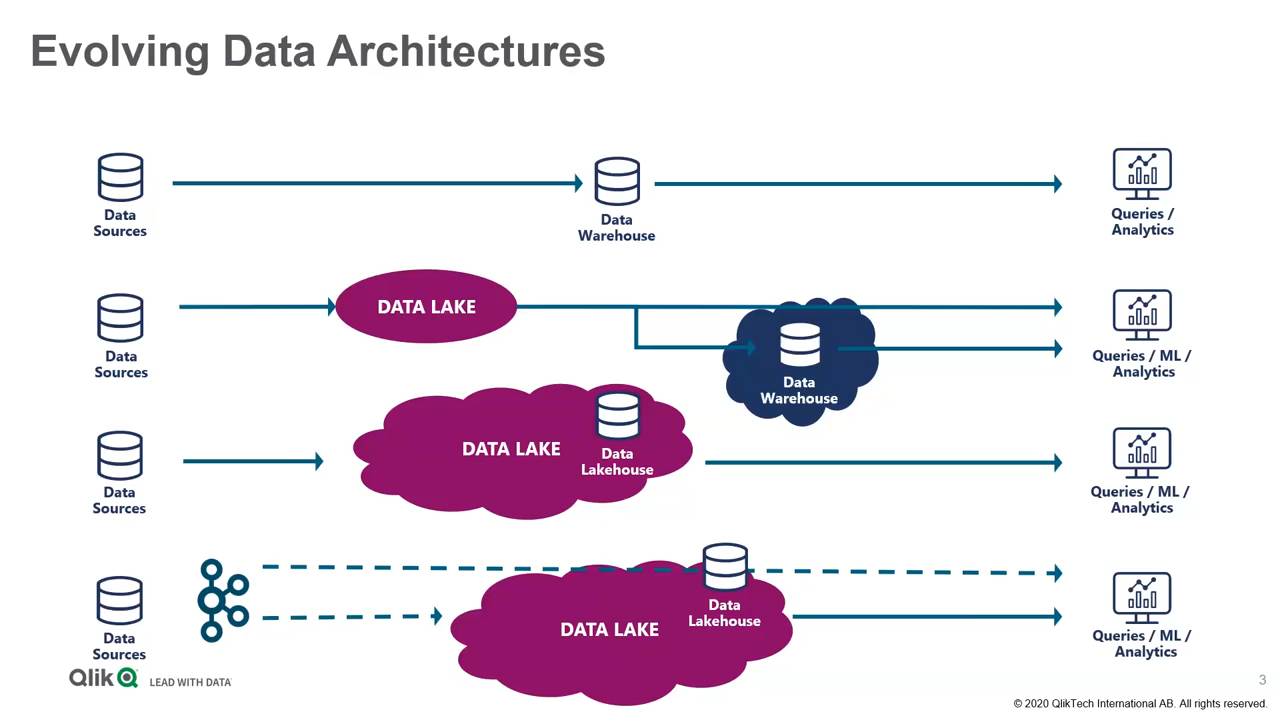 Evolving Data Architectures
Data
Sources
Data
Warehouse
Queries /
Analytics
Data
Sources
DATA LAKE
Data
Warehouse
Queries / ML /
Analytics
Data
Sources
DATA LAKE
Data
Lakehouse
Queries / ML /
Analytics
Data
Sources
DATA LAKE
Data
Lakehouse
Queries / ML /
Analytics
Qlik LEAD WITH DATA
3
© 2020 QlikTech International AB. All rights reserved.